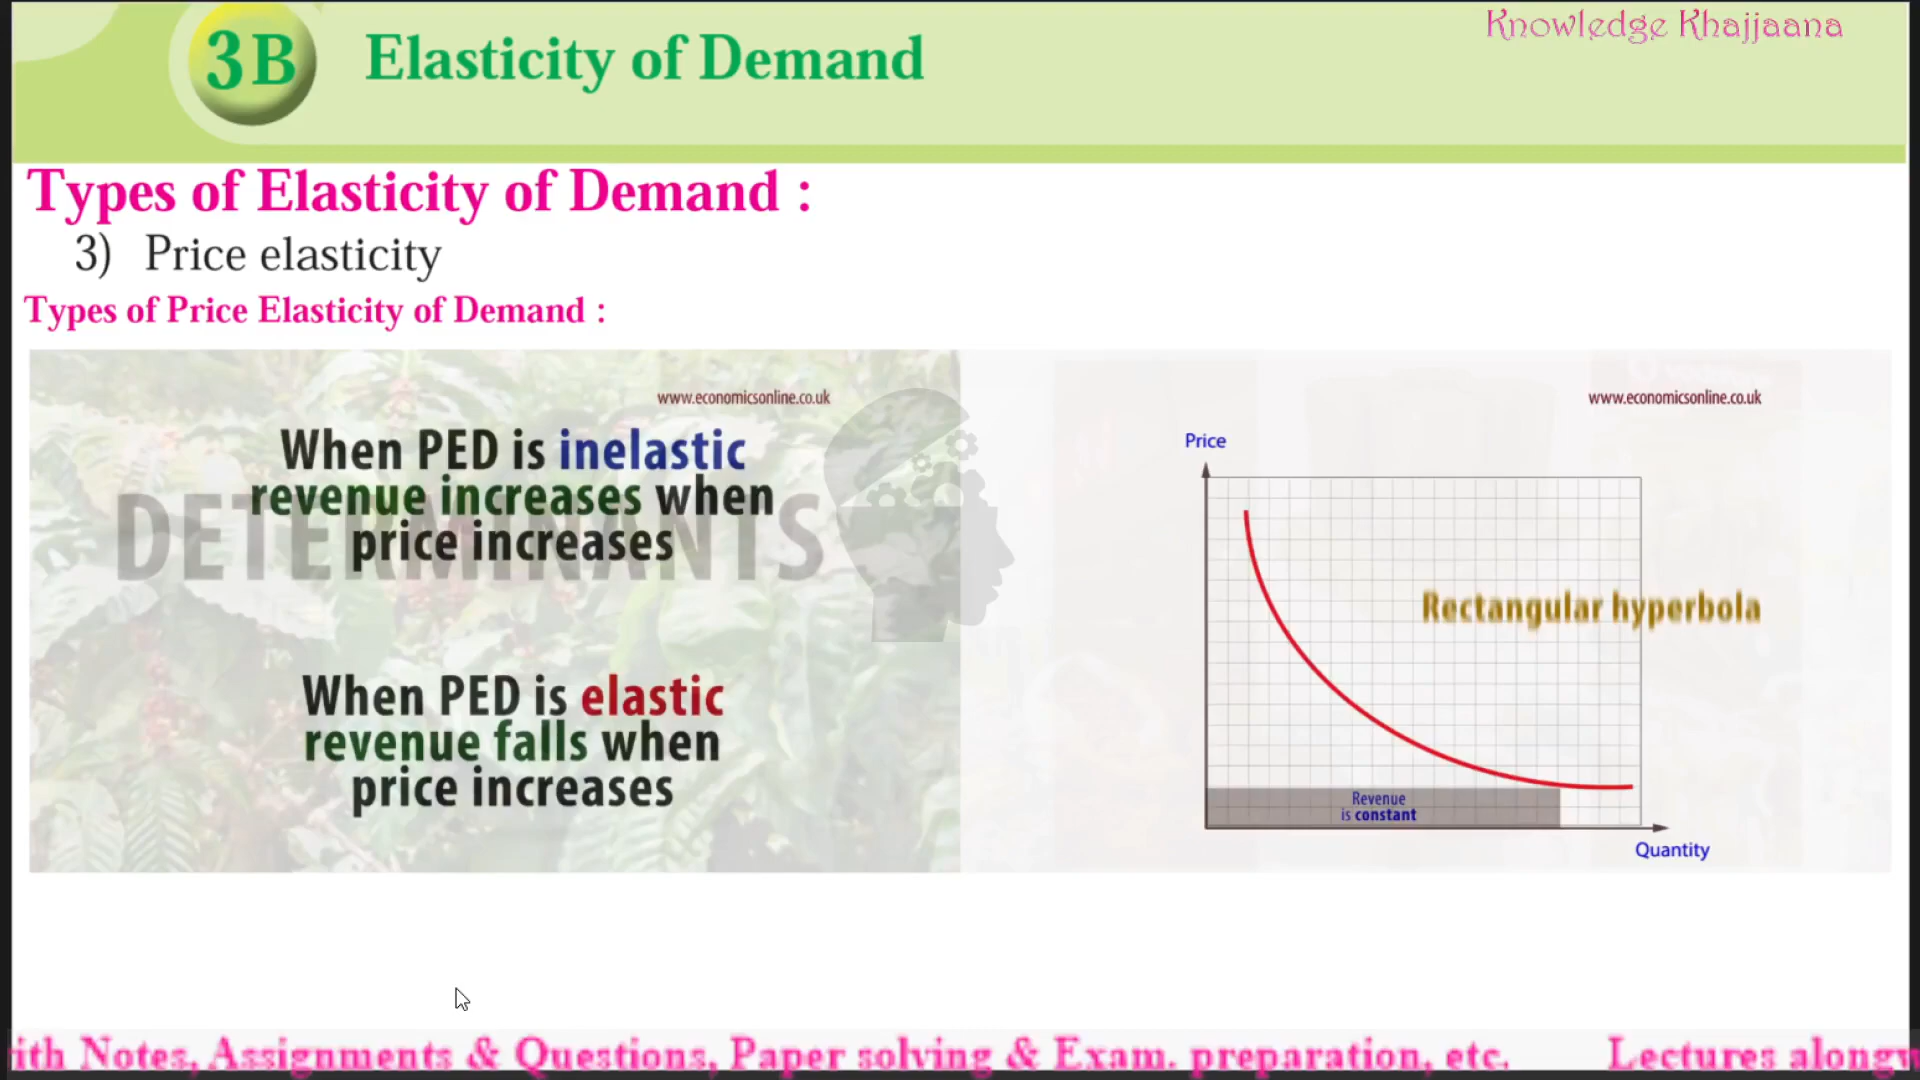 3B Elasticity of Demand
Knowledge Khajjaana
Types of Elasticity of Demand :
3) Price elasticity
Types of Price Elasticity of Demand :
www.economicsonline.co.uk
When PED is inelastic
revenue increases when
price increases
DETERMINANTS
When PED is elastic
revenue falls when
price increases
www.economicsonline.co.uk
Price
Rectangular hyperbola
Revenue
is constant
Quantity
ith Notes, Assignments & Questions, Paper solving & Exam. preparation, etc. Lectures along